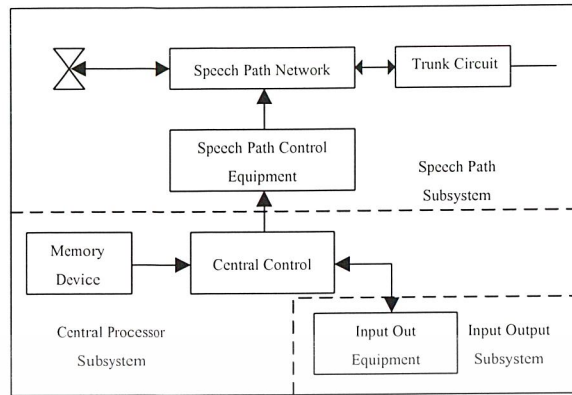 Speech Path Network
Trunk Circuit
Speech Path Control
Equipment
Speech Path
Subsystem
Memory
Device
Central Control
Central Processor
Subsystem
Input Out
Equipment
Input Output
Subsystem